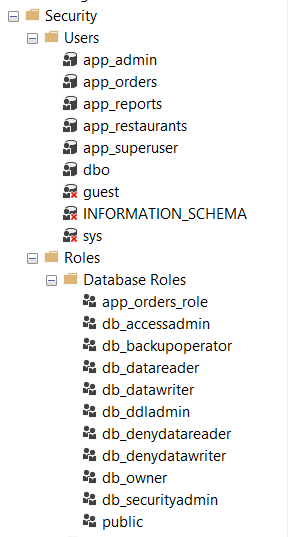 Security
Users
app_admin
app_orders
app_reports
app_restaurants
app_superuser
dbo
guest
INFORMATION_SCHEMA
sys
Roles
Database Roles
app_orders_role
db_accessadmin
db_backupoperator
db_datareader
db_datawriter
db_ddladmin
db_denydatareader
db_denydatawriter
db_owner
db_securityadmin
public